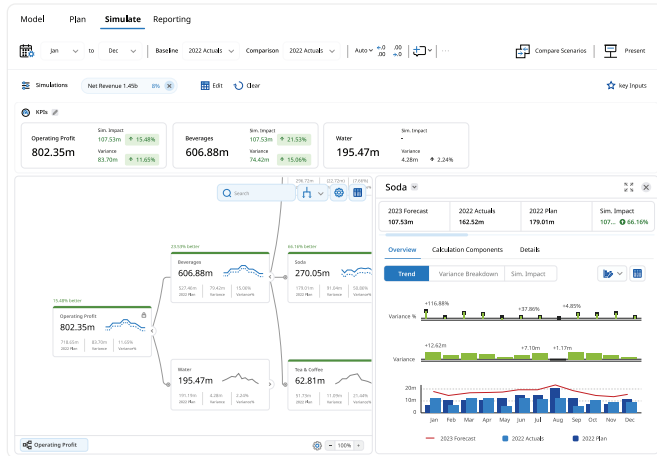 Model Plan Simulate Reporting
Jan to Dec Baseline 2022 Actuals Comparison 2022 Actuals Auto Compare Scenarios Present
Simulations Net Revenue 1.45b 8% Edit Clear key Inputs
KPIs
Operating Profit
802.35m
Sim. Impact
107.53m 15.48%
Variance
83.70m 11.65%
Beverages
606.88m
Sim. Impact
107.53m 21.53%
Variance
74.42m 15.06%
Water
195.47m
Sim. Impact
-
Variance
4.28m 2.24%
Search
23.53% better
Beverages
606.88m
2022 Plan Variance Variance%
66.16% better
Soda
270.05m
179.01m 91.04m 50.86%
2022 Plan Variance Variance%
15.48% better
Operating Profit
802.35m
718.65m 83.70m 11.65%
2022 Plan Variance Variance%
Water
195.47m
191.19m 4.28m 2.24%
2022 Plan Variance Variance%
Tea & Coffee
62.81m
2022 Plan Variance Variance%
Operating Profit
- 100% +
Soda
2023 Forecast 2022 Actuals 2022 Plan Sim. Impact
107.53m 162.52m 179.01m 107... 66.16%
Overview Calculation Components Details
Trend Variance Breakdown Sim. Impact
+116.88% +37.86% +4.85%
Variance %
+12.62m +7.10m +1.17m
Variance
20m
10m
0
Jan Feb Mar Apr May Jun Jul Aug Sep Oct Nov Dec
2023 Forecast 2022 Actuals 2022 Plan